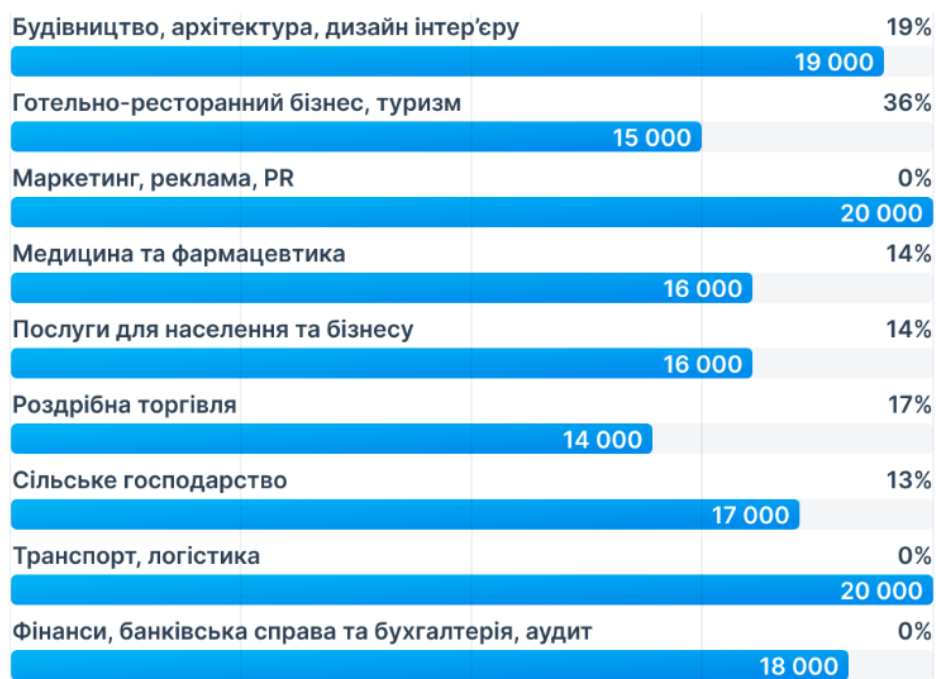 Будівництво, архітектура, дизайн інтер’єру 19%
19 000
Готельно-ресторанний бізнес, туризм 36%
15 000
Маркетинг, реклама, PR 0%
20 000
Медицина та фармацевтика 14%
16 000
Послуги для населення та бізнесу 14%
16 000
Роздрібна торгівля 17%
14 000
Сільське господарство 13%
17 000
Транспорт, логістика 0%
20 000
Фінанси, банківська справа та бухгалтерія, аудит 0%
18 000